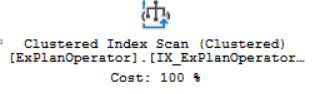 Clustered Index Scan (Clustered)
[ExPlanOperator].[IX_ExPlanOperator…
Cost: 100 %